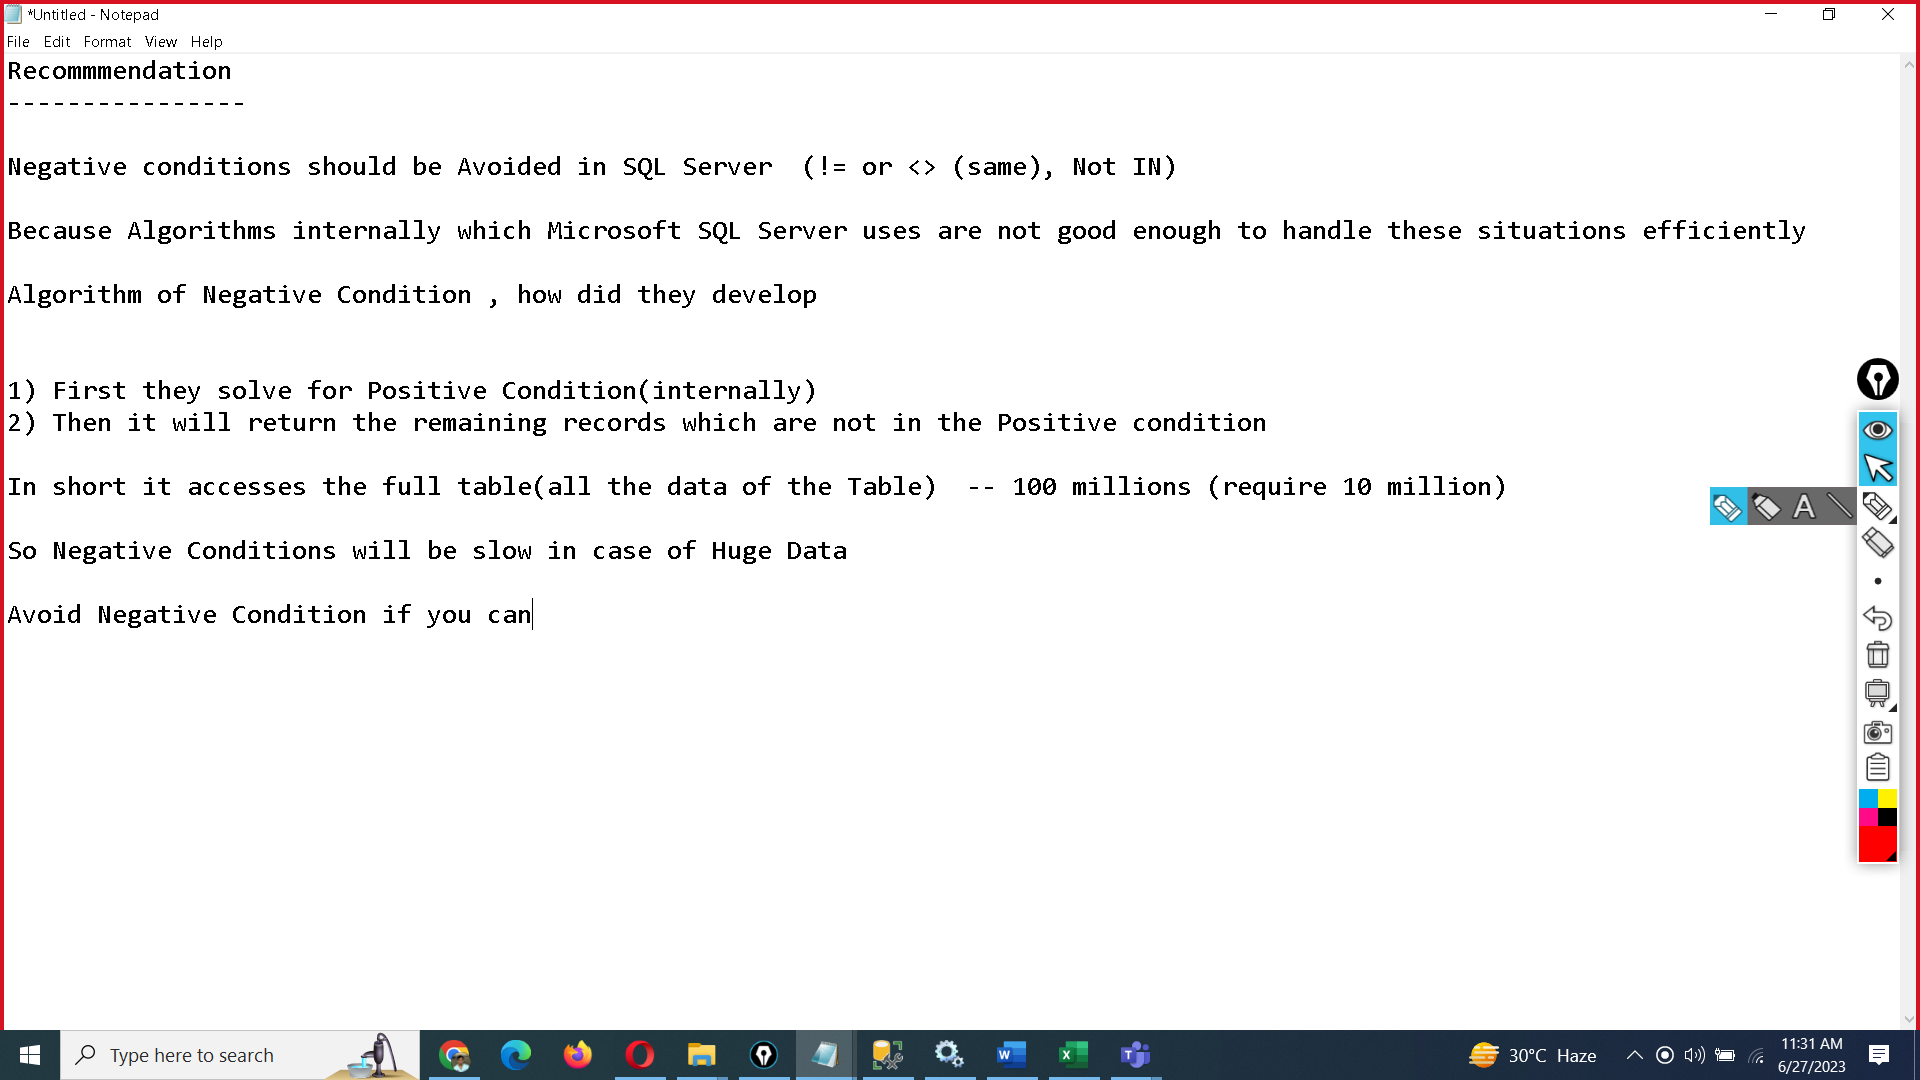 *Untitled - Notepad
File Edit Format View Help
Recommmendation
----------------
Negative conditions should be Avoided in SQL Server  (!= or <> (same), Not IN)
Because Algorithms internally which Microsoft SQL Server uses are not good enough to handle these situations efficiently
Algorithm of Negative Condition , how did they develop
1) First they solve for Positive Condition(internally)
2) Then it will return the remaining records which are not in the Positive condition
In short it accesses the full table(all the data of the Table)  -- 100 millions (require 10 million)
A
So Negative Conditions will be slow in case of Huge Data
Avoid Negative Condition if you can
Type here to search
30°C Haze
11:31 AM
6/27/2023